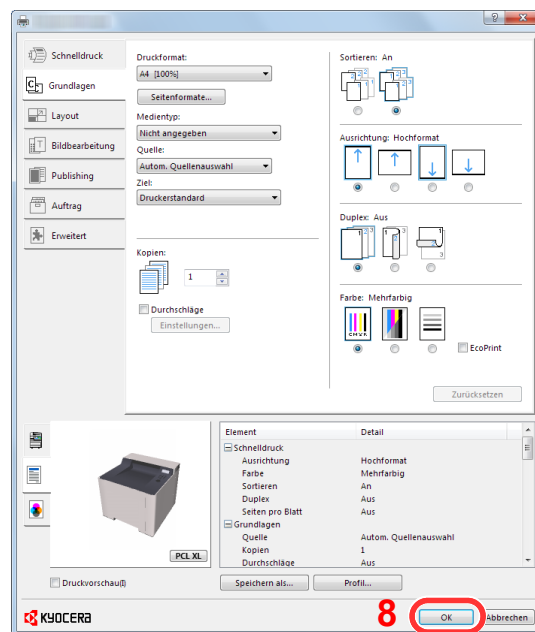 Schnelldruck
Grundlagen
Layout
Bildbearbeitung
Publishing
Auftrag
Erweitert
Druckformat:
A4 [100%]
Seitenformate...
Medientyp:
Nicht angegeben
Quelle:
Autom. Quellenauswahl
Ziel:
Druckerstandard
Kopien:
1
Durchschläge
Einstellungen...
Sortieren: An
Ausrichtung: Hochformat
Duplex: Aus
Farbe: Mehrfarbig
CMYK
EcoPrint
Zurücksetzen
PCL XL
Druckvorschau(I)
Element Detail
Schnelldruck
Ausrichtung Hochformat
Farbe Mehrfarbig
Sortieren An
Duplex Aus
Seiten pro Blatt Aus
Grundlagen
Quelle Autom. Quellenauswahl
Kopien 1
Durchschläge Aus
Speichern als... Profil...
KYOCERA
8
OK
Abbrechen